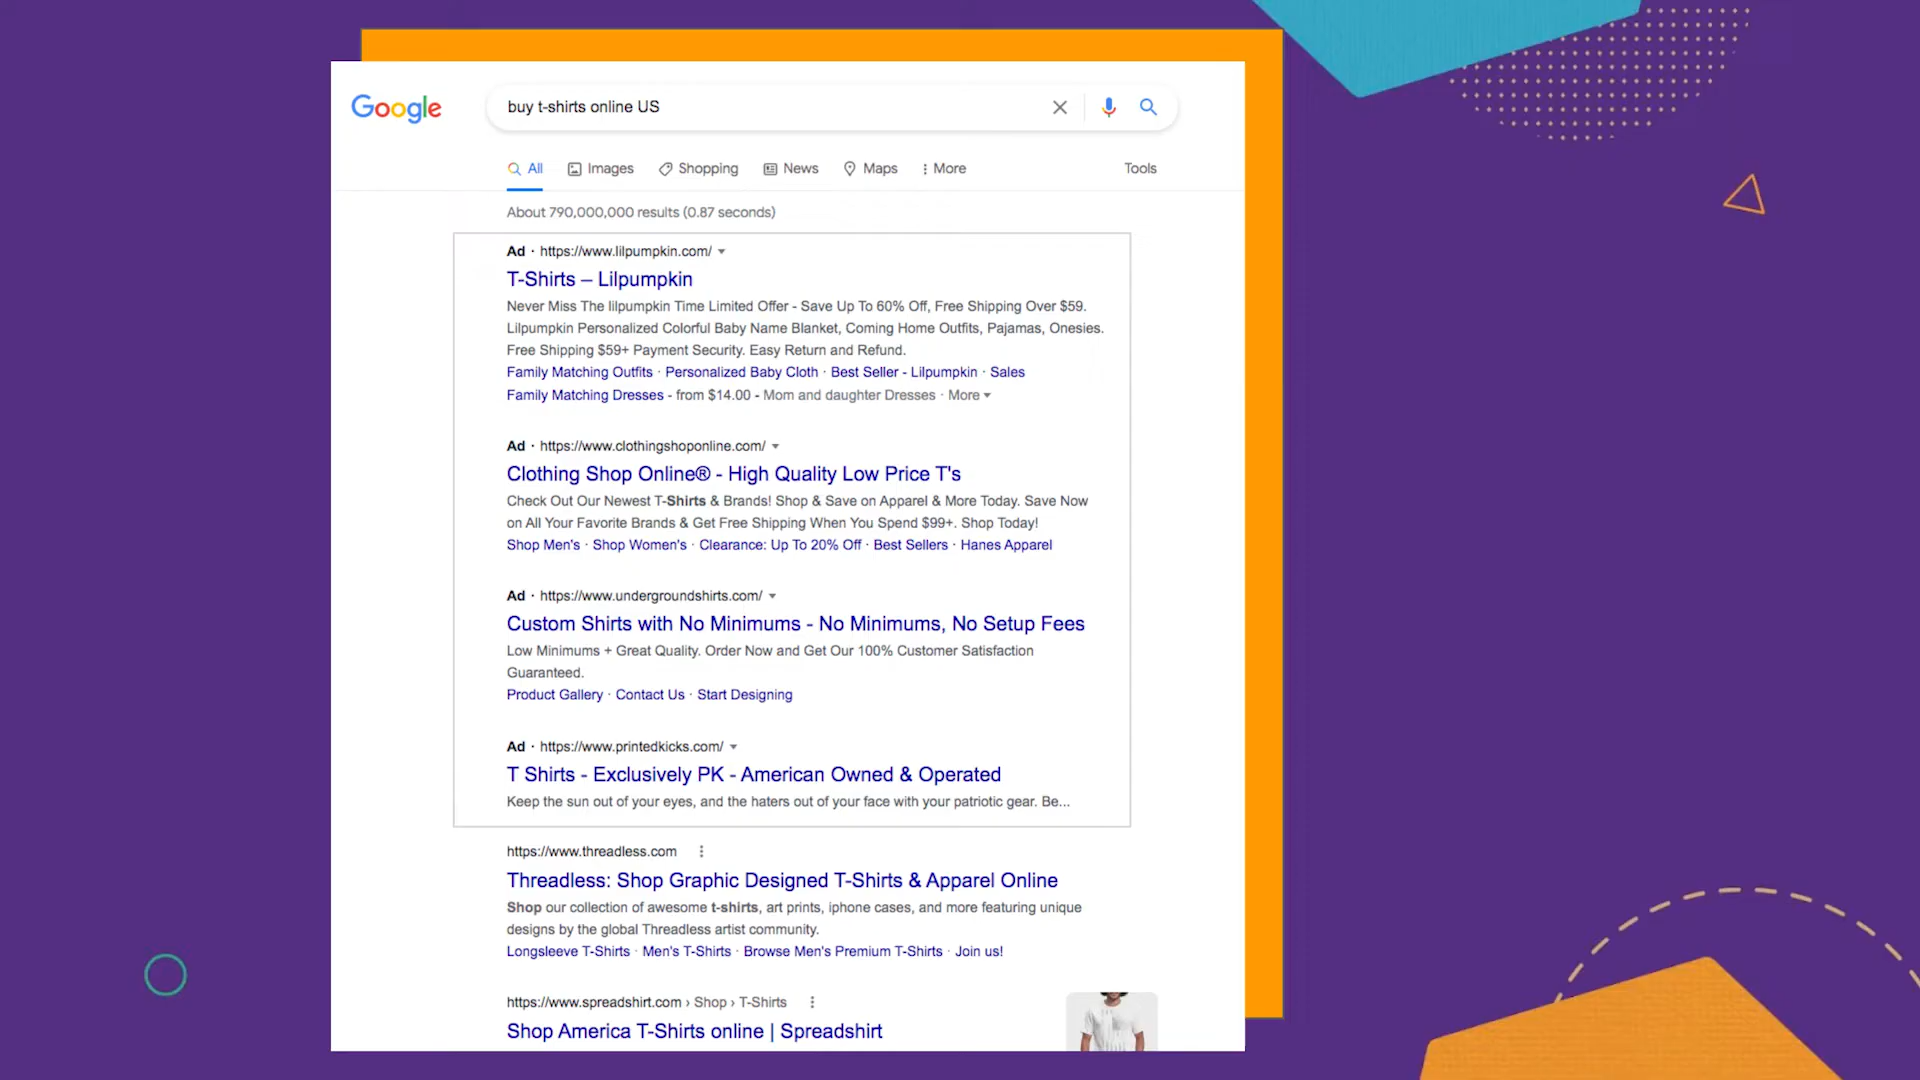 Google
buy t-shirts online US
All Images Shopping News Maps More Tools
About 790,000,000 results (0.87 seconds)
Ad · https://www.lilpumpkin.com/
T-Shirts – Lilpumpkin
Never Miss The lilpumpkin Time Limited Offer - Save Up To 60% Off, Free Shipping Over $59.
Lilpumpkin Personalized Colorful Baby Name Blanket, Coming Home Outfits, Pajamas, Onesies.
Free Shipping $59+ Payment Security. Easy Return and Refund.
Family Matching Outfits · Personalized Baby Cloth · Best Seller - Lilpumpkin · Sales
Family Matching Dresses - from $14.00 - Mom and daughter Dresses · More
Ad · https://www.clothingshoponline.com/
Clothing Shop Online® - High Quality Low Price T's
Check Out Our Newest T-Shirts & Brands! Shop & Save on Apparel & More Today. Save Now
on All Your Favorite Brands & Get Free Shipping When You Spend $99+. Shop Today!
Shop Men's · Shop Women's · Clearance: Up To 20% Off · Best Sellers · Hanes Apparel
Ad · https://www.undergroundshirts.com/
Custom Shirts with No Minimums - No Minimums, No Setup Fees
Low Minimums + Great Quality. Order Now and Get Our 100% Customer Satisfaction
Guaranteed.
Product Gallery · Contact Us · Start Designing
Ad · https://www.printedkicks.com/
T Shirts - Exclusively PK - American Owned & Operated
Keep the sun out of your eyes, and the haters out of your face with your patriotic gear. Be...
https://www.threadless.com
Threadless: Shop Graphic Designed T-Shirts & Apparel Online
Shop our collection of awesome t-shirts, art prints, iphone cases, and more featuring unique
designs by the global Threadless artist community.
Longsleeve T-Shirts · Men's T-Shirts · Browse Men's Premium T-Shirts · Join us!
https://www.spreadshirt.com › Shop › T-Shirts
Shop America T-Shirts online | Spreadshirt